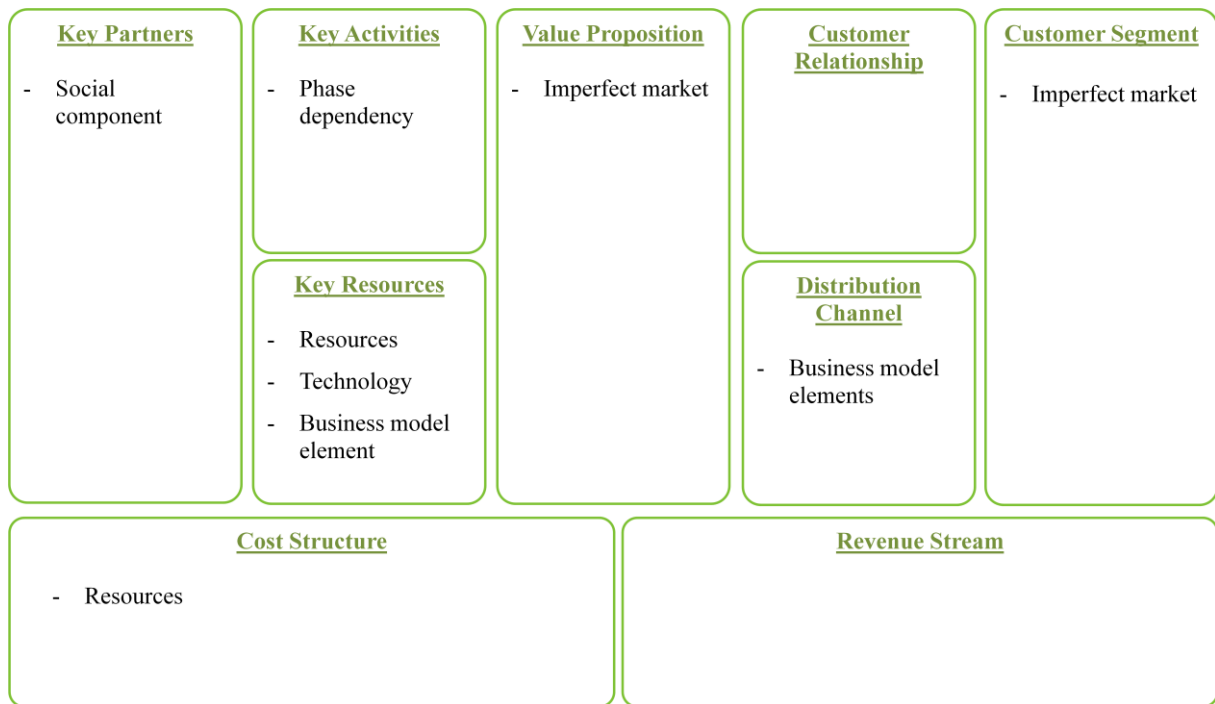 Key Partners
- Social
component
Key Activities
- Phase
dependency
Key Resources
- Resources
- Technology
- Business model
element
Value Proposition
- Imperfect market
Customer
Relationship
Distribution
Channel
- Business model
elements
Customer Segment
- Imperfect market
Cost Structure
- Resources
Revenue Stream